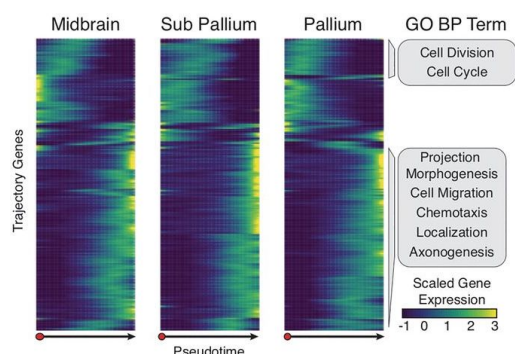 Midbrain
Sub Pallium
Pallium
GO BP Term
Cell Division
Cell Cycle
Trajectory Genes
Projection
Morphogenesis
Cell Migration
Chemotaxis
Localization
Axonogenesis
Scaled Gene
Expression
-1 0 1 2 3
Pseudotime